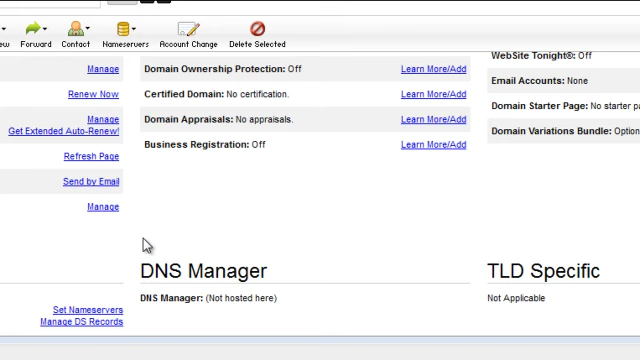 Forward
Contact
Nameservers
Account Change
Delete Selected
Manage
Renew Now
Manage
Get Extended Auto-Renew!
Refresh Page
Send by Email
Manage
Set Nameservers
Manage DS Records
Domain Ownership Protection: Off Learn More/Add
Certified Domain: No certification. Learn More/Add
Domain Appraisals: No appraisals. Learn More/Add
Business Registration: Off Learn More/Add
DNS Manager
DNS Manager: (Not hosted here)
WebSite Tonight®: Off
Email Accounts: None
Domain Starter Page: No starter
Domain Variations Bundle:
TLD Specific
Not Applicable